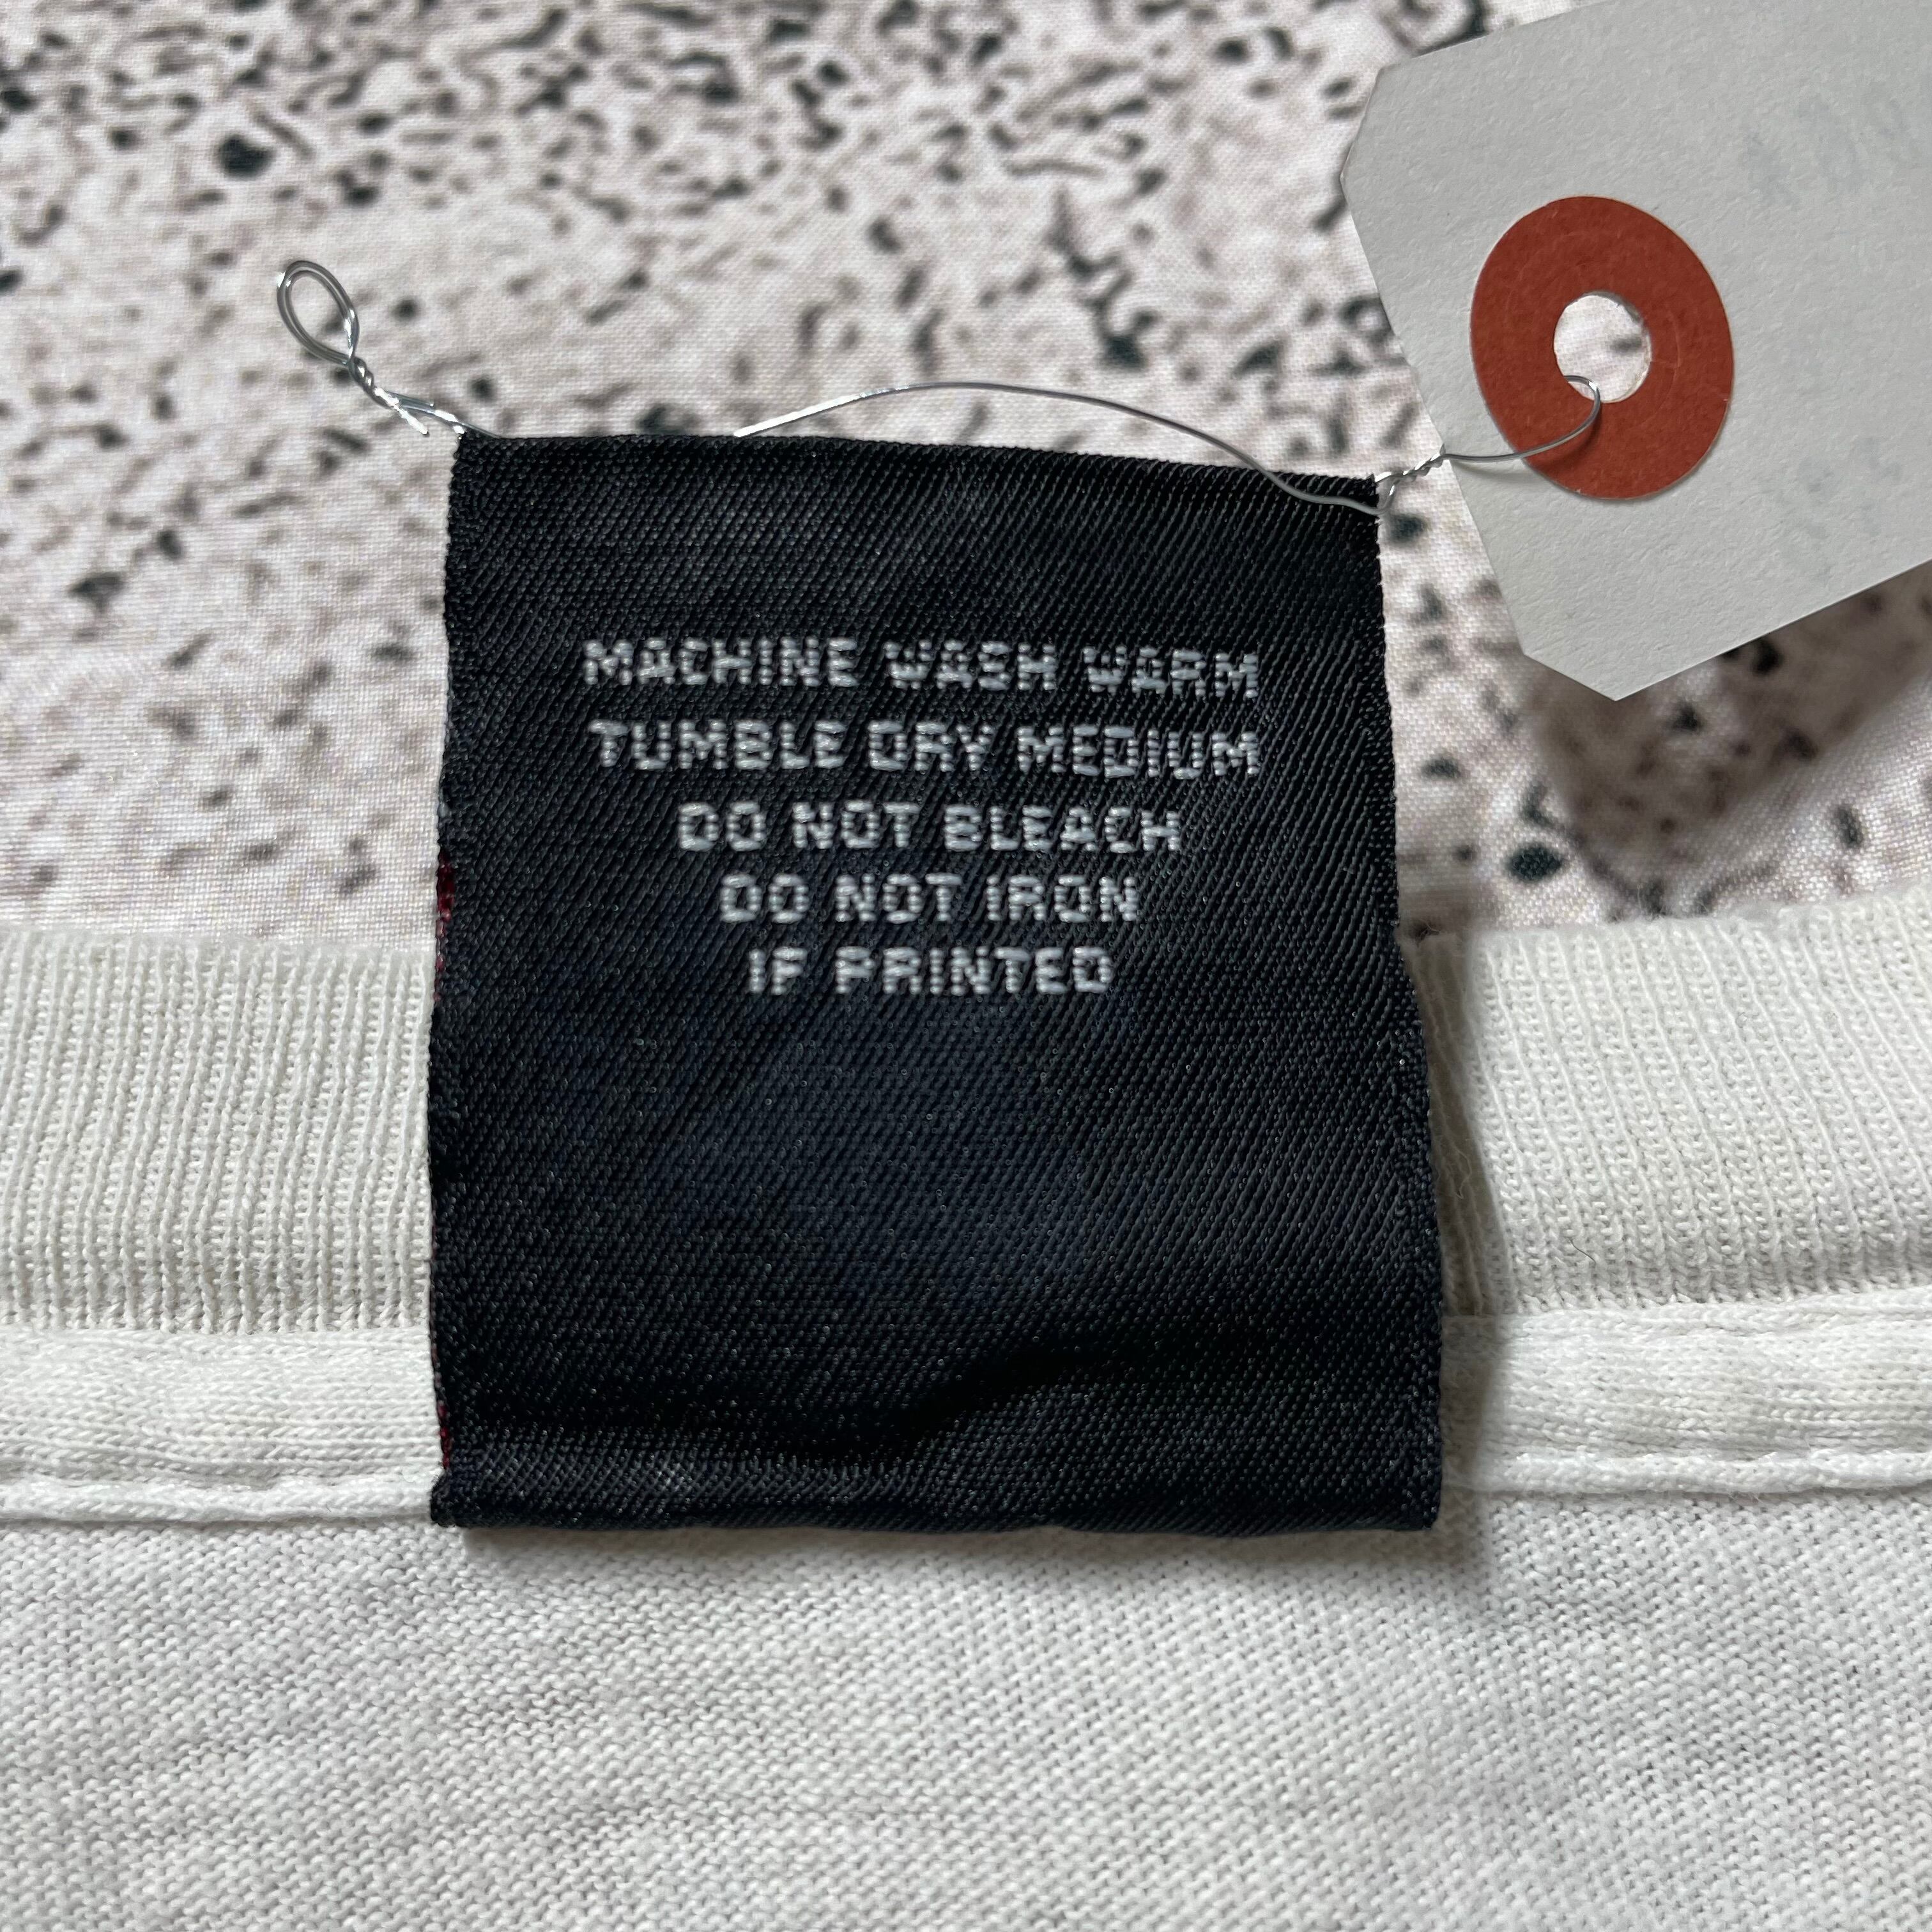 MACHINE WASH WARM
TUMBLE DRY MEDIUM
DO NOT BLEACH
DO NOT IRON
IF PRINTED